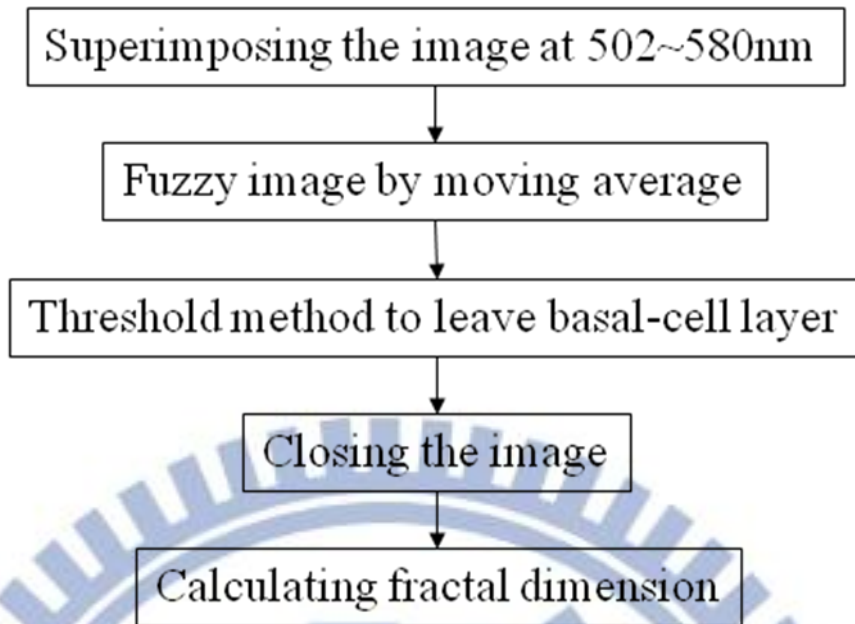 Superimposing the image at 502~580nm
Fuzzy image by moving average
Threshold method to leave basal-cell layer
Closing the image
Calculating fractal dimension